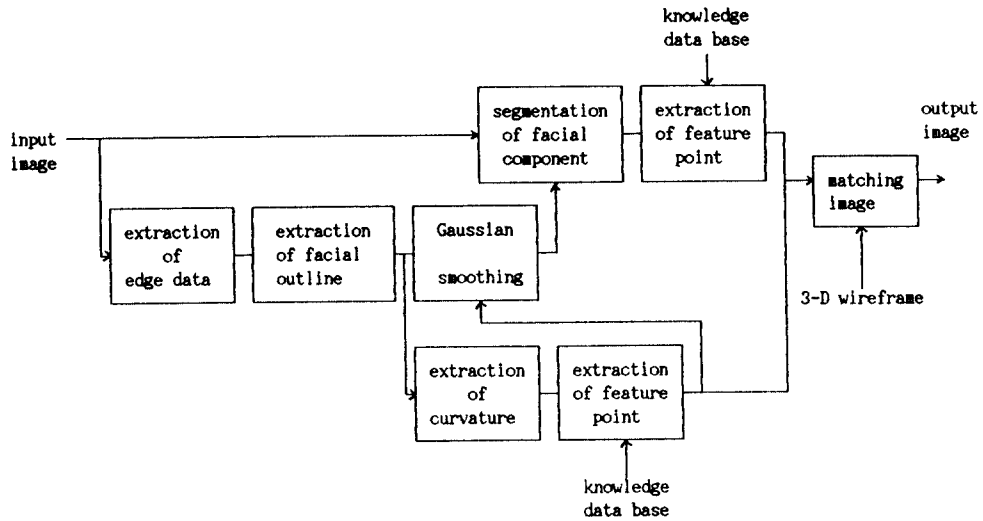 knowledge
data base
input
image
segmentation
of facial
component
extraction
of feature
point
output
image
matching
image
3-D wireframe
extraction
of
edge data
extraction
of facial
outline
Gaussian
smoothing
extraction
of
curvature
extraction
of feature
point
knowledge
data base